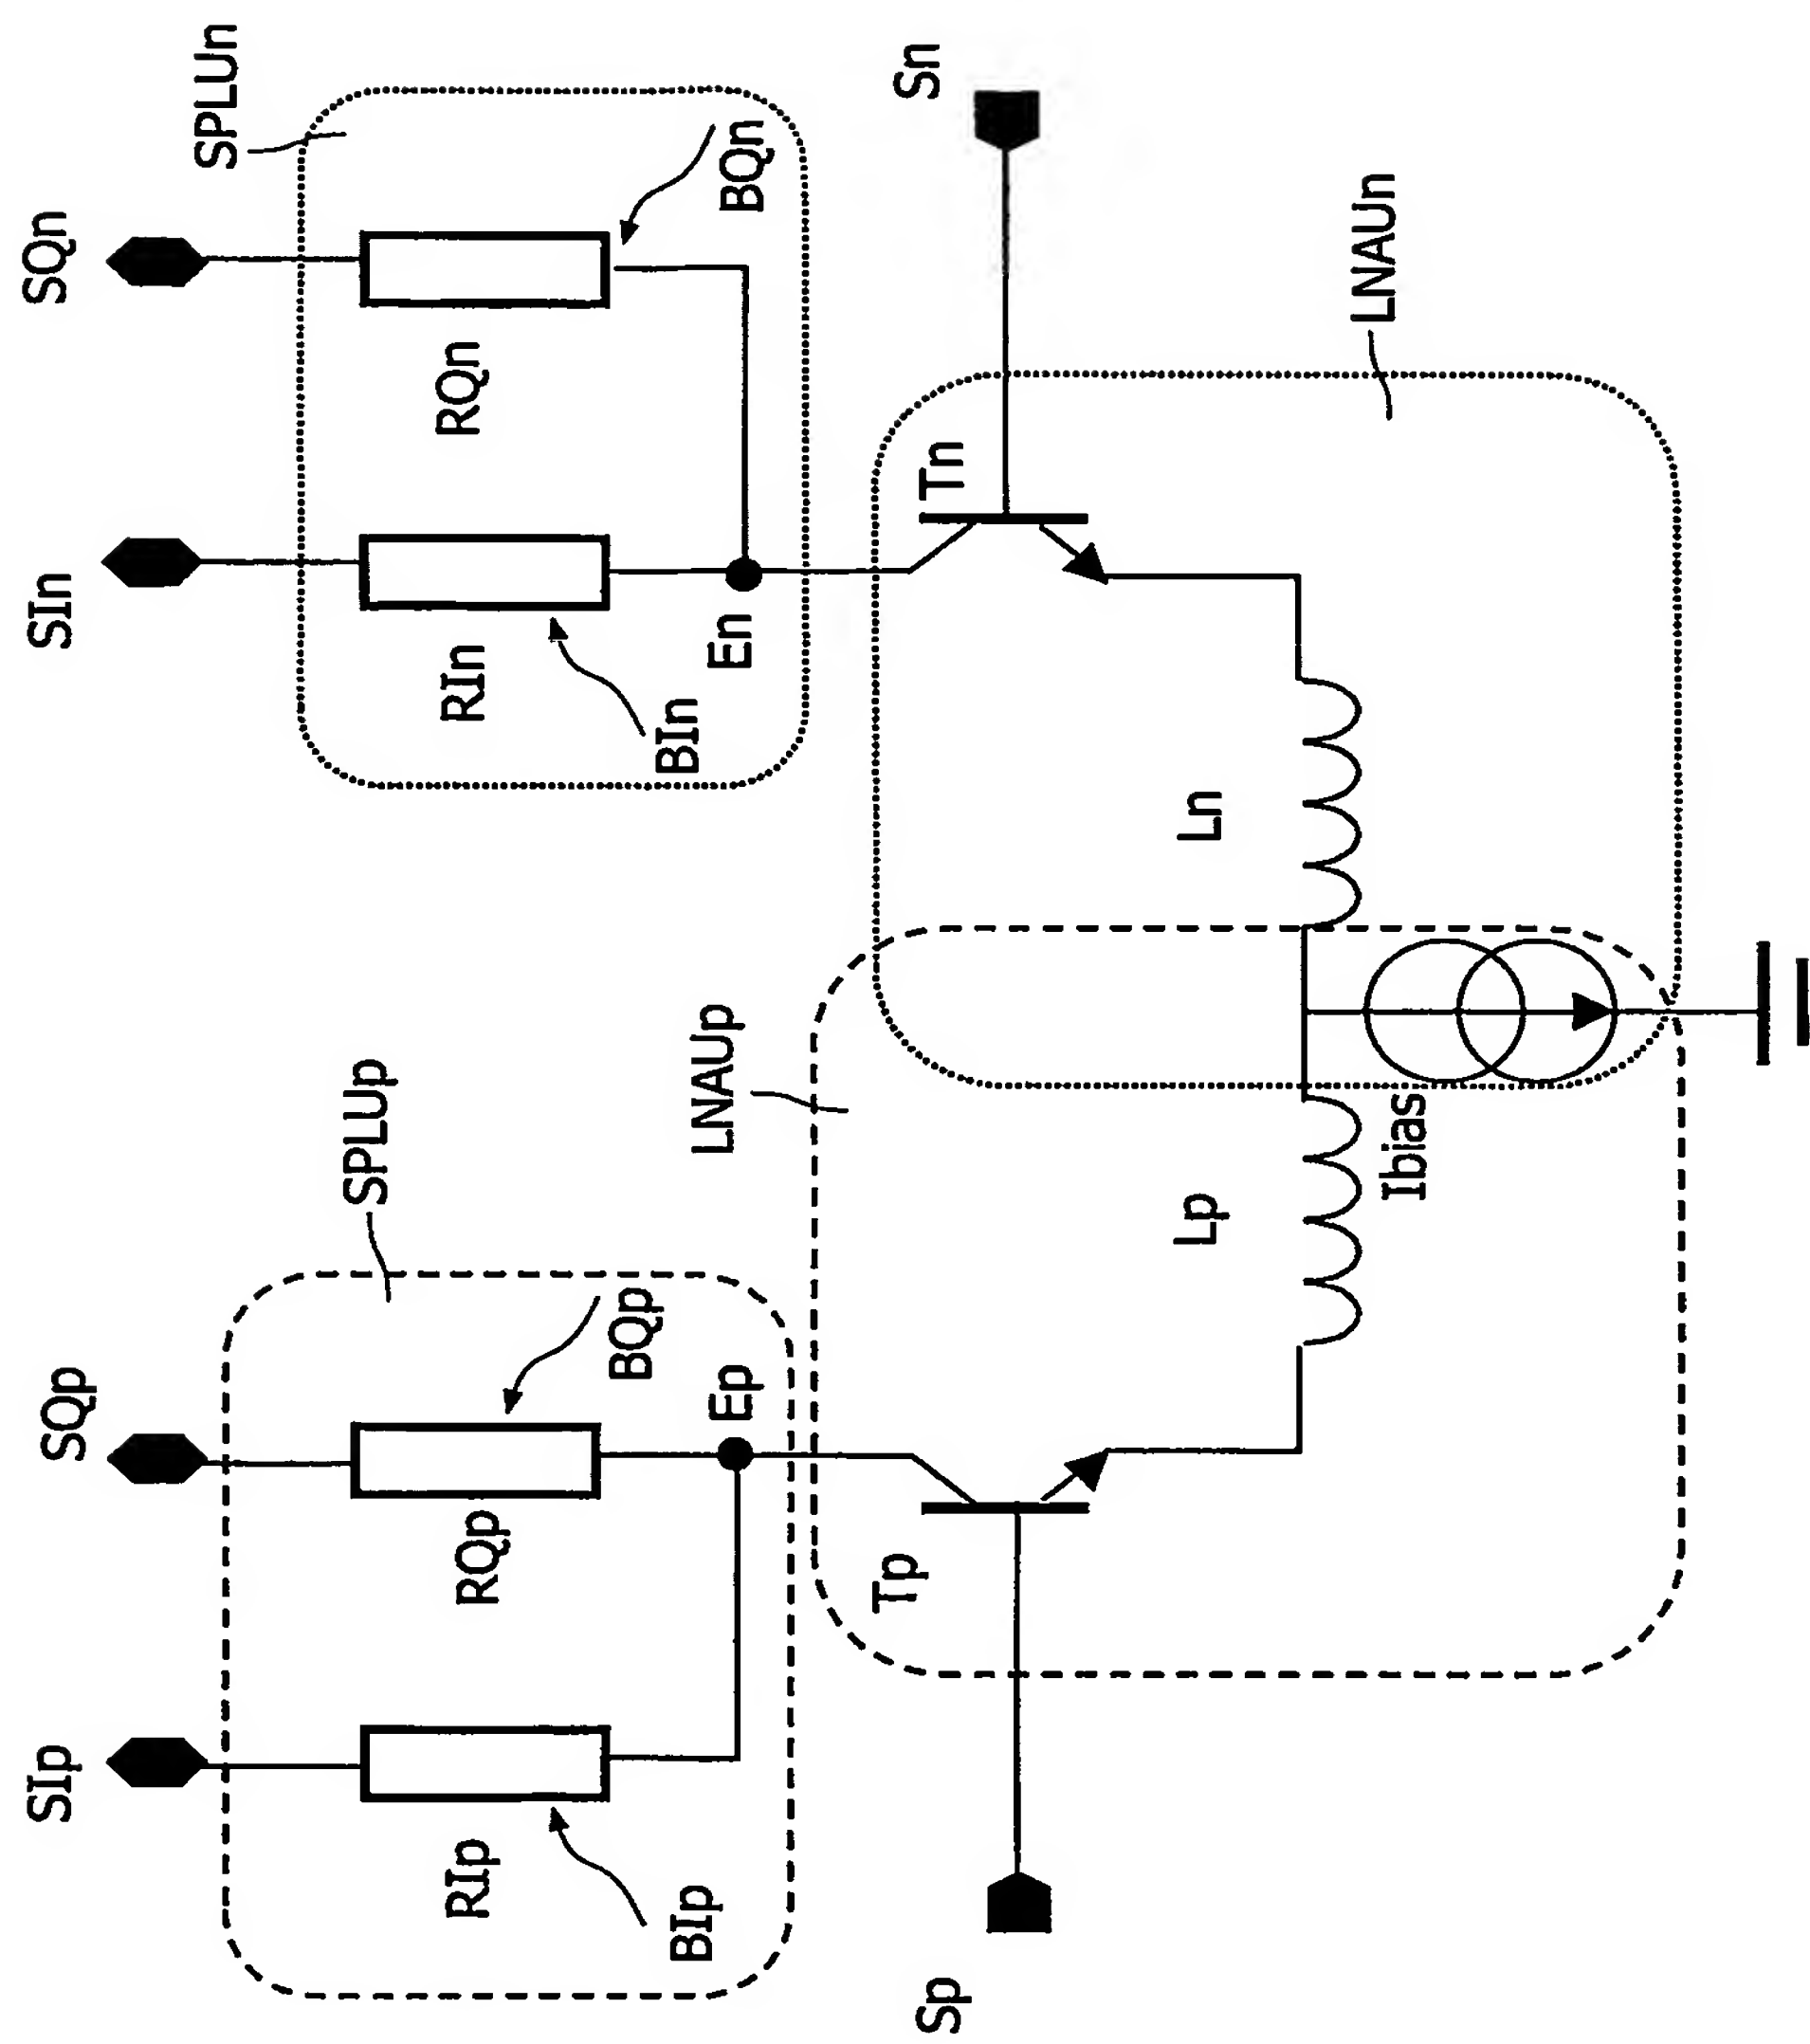 SIp
SQp
SIn
SQn
SPLUp
SPLUn
RIp
RQp
RIn
RQn
BIp
BQp
BIn
BQn
Ep
En
LNAUp
Sp
Tp
Tn
Sn
Lp
Ln
LNAUn
Ibias